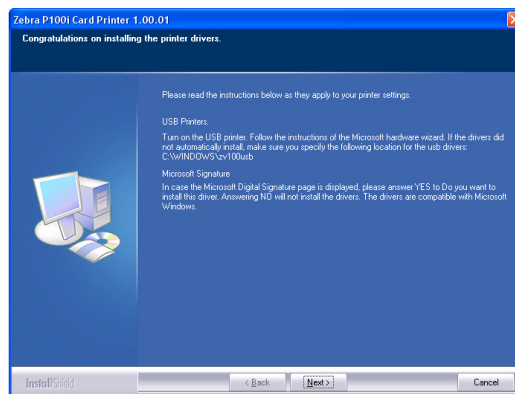 Zebra P100i Card Printer 1.00.01
Congratulations on installing the printer drivers.
Please read the instructions below as they apply to your printer settings.
USB Printers.
Turn on the USB printer. Follow the instructions of the Microsoft hardware wizard. If the drivers did
not automatically install, make sure you specify the following location for the usb drivers:
C:\WINDOWS\zv100usb
Microsoft Signature
In case the Microsoft Digital Signature page is displayed, please answer YES to Do you want to
install this driver. Answering NO will not install the drivers. The drivers are compatible with Microsoft
Windows.
InstallShield
< Back
Next >
Cancel